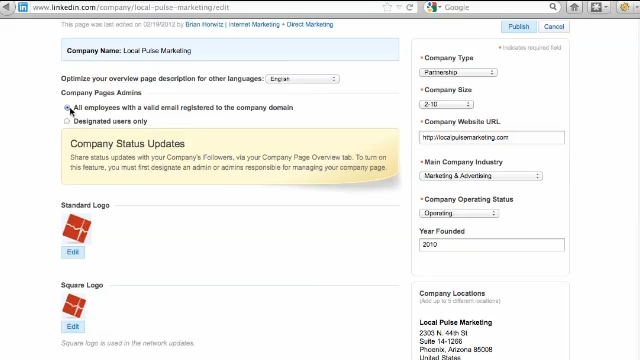 www.linkedin.com/company/local-pulse-marketing/edit
Google
This page was last edited on 02/19/2012 by Brian Horwitz | Internet Marketing + Direct Marketing
Publish
Cancel
* Indicates required field
Company Name: Local Pulse Marketing
Optimize your overview page description for other languages: English
Company Pages Admins
All employees with a valid email registered to the company domain
Designated users only
Company Status Updates
Share status updates with your Company's Followers, via your Company Page Overview tab. To turn on
this feature, you must first designate an admin or admins responsible for managing your company page.
Standard Logo
Edit
Square Logo
Edit
Square logo is used in the network updates.
* Company Type
Partnership
* Company Size
2-10
* Company Website URL
http://localpulsemarketing.com
* Main Company Industry
Marketing & Advertising
* Company Operating Status
Operating
Year Founded
2010
Company Locations
(Add up to 5 different locations)
Local Pulse Marketing
2303 N. 44th St
Suite 14-1266
Phoenix, Arizona 85008
United States